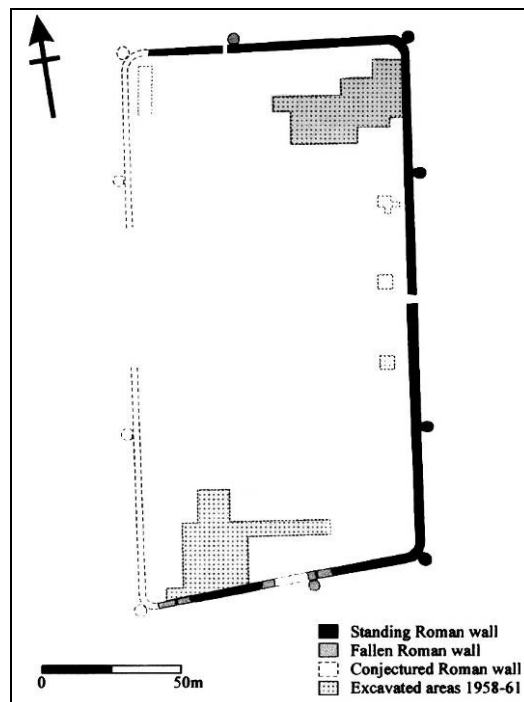 Standing Roman wall
Fallen Roman wall
Conjectured Roman wall
Excavated areas 1958-61
0 50m